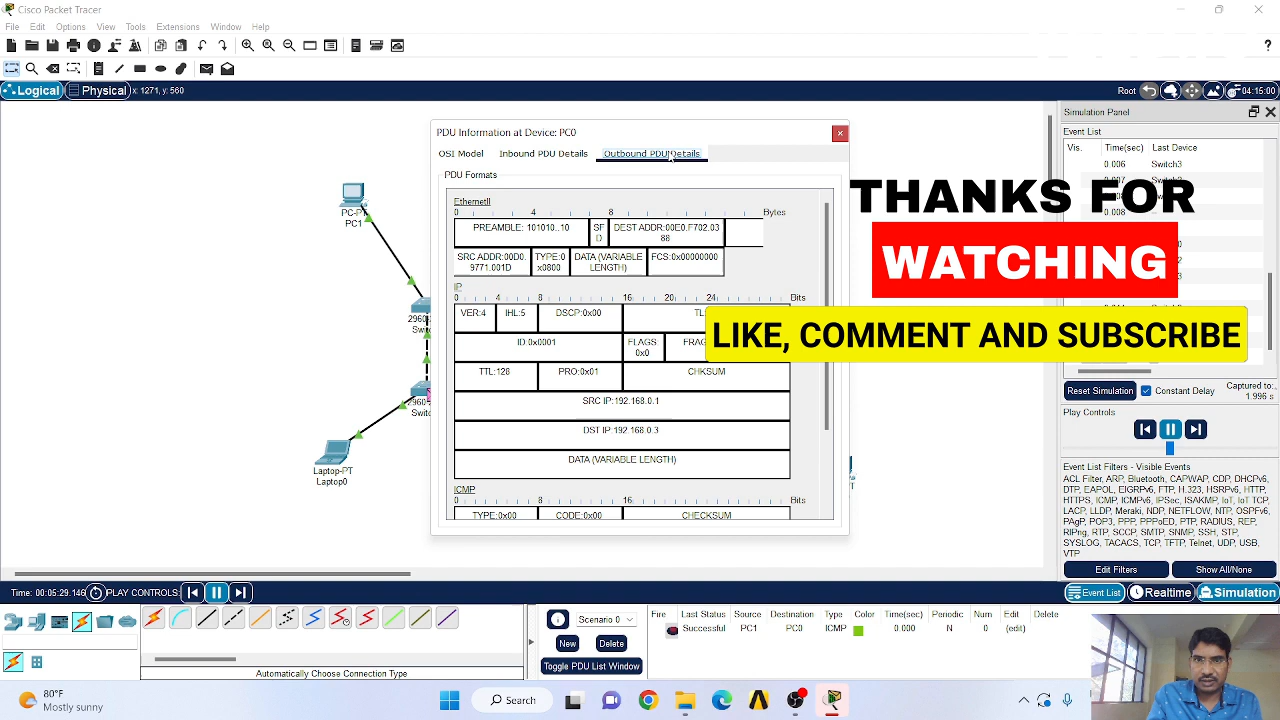 Cisco Packet Tracer
File Edit Options View Tools Extensions Window Help
Logical Physical x: 1271, y: 560 Root 04:15:00
PDU Information at Device: PC0
OSI Model Inbound PDU Details Outbound PDU Details
PDU Formats
EthernetII
0 4 8 Bytes
PREAMBLE: 101010..10
SF
D
DEST ADDR:00E0.F702.03
88
SRC ADDR:00D0.
9771.001D
TYPE:0
x0800
DATA (VARIABLE
LENGTH)
FCS:0x00000000
IP
0 4 8 16 20 24 Bits
VER:4 IHL:5 DSCP:0x00 TL:
ID:0x0001
FLAGS:
0x0
FRAG
TTL:128 PRO:0x01 CHKSUM
SRC IP:192.168.0.1
DST IP:192.168.0.3
DATA (VARIABLE LENGTH)
ICMP
0 8 16 Bits
TYPE:0x00 CODE:0x00 CHECKSUM
PC-PT
PC1
2960-
Switc
Laptop-PT
Laptop0
THANKS FOR
WATCHING
LIKE, COMMENT AND SUBSCRIBE
Simulation Panel
Event List
Vis. Time(sec) Last Device
0.006 Switch3
0.007 Switch2
0.008
Reset Simulation Constant Delay Captured to:
1.996 s
Play Controls
Event List Filters - Visible Events
ACL Filter, ARP, Bluetooth, CAPWAP, CDP, DHCPv6,
DTP, EAPOL, EIGRPv6, FTP, H.323, HSRPv6, HTTP,
HTTPS, ICMP, ICMPv6, IPSec, ISAKMP, IoT, IoT TCP,
LACP, LLDP, Meraki, NDP, NETFLOW, NTP, OSPFv6,
PAgP, POP3, PPP, PPPoED, PTP, RADIUS, REP,
RIPng, RTP, SCCP, SMTP, SNMP, SSH, STP,
SYSLOG, TACACS, TCP, TFTP, Telnet, UDP, USB,
VTP
Edit Filters Show All/None
Time: 00:05:29.146 PLAY CONTROLS: Event List Realtime Simulation
Scenario 0
New Delete
Toggle PDU List Window
Fire Last Status Source Destination Type Color Time(sec) Periodic Num Edit Delete
Successful PC1 PC0 ICMP 0.000 N 0 (edit)
Automatically Choose Connection Type
80°F
Mostly sunny
Search